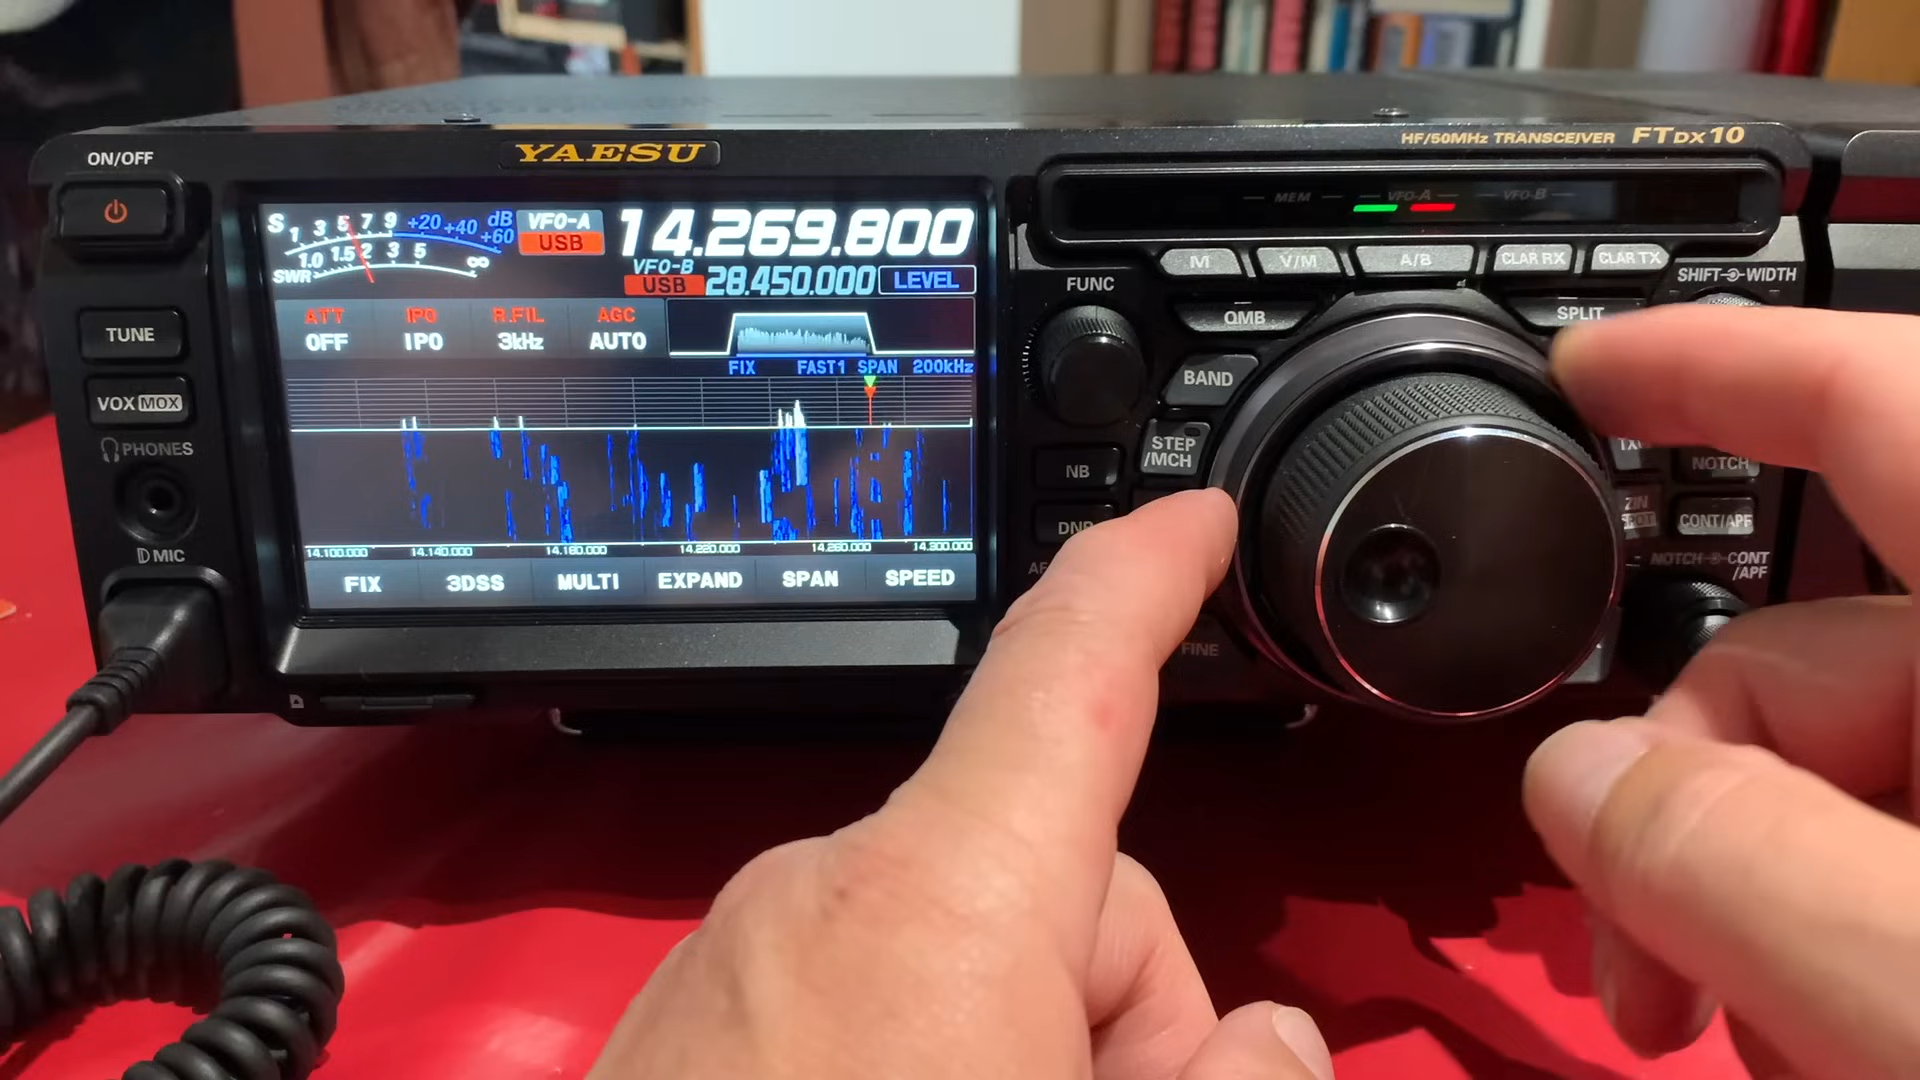 YAESU
HF/50MHz TRANSCEIVER FTDX10
ON/OFF
TUNE
VOX MOX
PHONES
MIC
S 1 3 5 7 9 +20 +40 +60 dB
SWR 1.0 1.5 2 3 5 ∞
VFO-A
USB
14.269.800
VFO-B
USB
28.450.000
LEVEL
ATT IPO R.FIL AGC
OFF IPO 3kHz AUTO
FIX FAST1 SPAN 200kHz
14.100.000 14.140.000 14.180.000 14.220.000 14.260.000 14.300.000
FIX 3DSS MULTI EXPAND SPAN SPEED
MEM VFO-A VFO-B
M V/M A/B CLAR RX CLAR TX
FUNC
SHIFT WIDTH
QMB
SPLIT
BAND
STEP
/MCH
NB
TX
NOTCH
DNR
ZIN
SPOT
CONT/APF
AF
NOTCH CONT
/APF
FINE